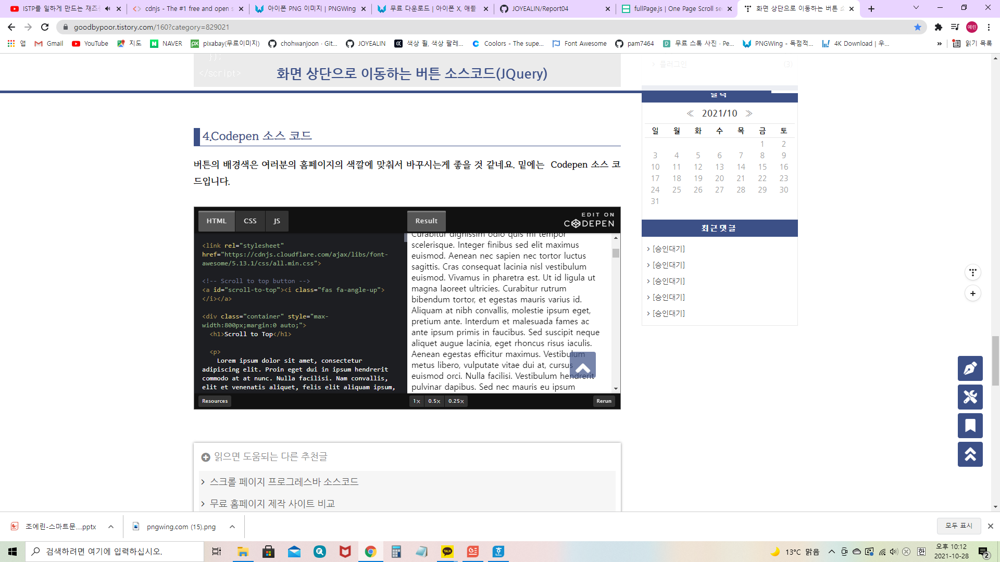 ISTP를 일하게 만드는 재즈
cdnjs - The #1 free and open s
아이폰 PNG 이미지 | PNGWing
무료 다운로드 | 아이폰 X, 애플
JOYEALIN/Report04
fullPage.js | One Page Scroll se
화면 상단으로 이동하는 버튼 소
goodbypoor.tistory.com/160?category=829021
예린
앱
Gmail
YouTube
지도
NAVER
pixabay(무료이미지)
chohwanjoon · Git...
JOYEALIN
색상 휠, 색상 팔레...
Coolors - The supe...
Font Awesome
pam7464
무료 스톡 사진 · Pe...
PNGWing - 독점적...
4K Download | 우...
»
읽기 목록
});
</script>
화면 상단으로 이동하는 버튼 소스코드(JQuery)
› 플러그인 (3)
달력
≪ 2021/10 ≫
일 월 화 수 목 금 토
1 2
3 4 5 6 7 8 9
10 11 12 13 14 15 16
17 18 19 20 21 22 23
24 25 26 27 28 29 30
31
최근댓글
› [승인대기]
› [승인대기]
› [승인대기]
› [승인대기]
› [승인대기]
4.Codepen 소스 코드
버튼의 배경색은 여러분의 홈페이지의 색깔에 맞춰서 바꾸시는게 좋을 것 같네요. 밑에는 Codepen 소스 코
드입니다.
HTML CSS JS
Result
EDIT ON
CODEPEN
<link rel="stylesheet"
href="https://cdnjs.cloudflare.com/ajax/libs/font-
awesome/5.13.1/css/all.min.css">
<!-- Scroll to top button -->
<a id="scroll-to-top"><i class="fas fa-angle-up">
</i></a>
<div class="container" style="max-
width:800px;margin:0 auto;">
<h1>Scroll to Top</h1>
<p>
Lorem ipsum dolor sit amet, consectetur
adipiscing elit. Proin eget dui in ipsum hendrerit
commodo at at nunc. Nulla facilisi. Nam convallis,
elit et venenatis aliquet, felis elit aliquam ipsum,
Curabitur dignissim odio quis mi tempor
scelerisque. Integer finibus sed elit maximus
euismod. Aenean nec sapien nec tortor luctus
sagittis. Cras consequat lacinia nisl vestibulum
euismod. Vivamus in pharetra est. Ut id ligula ut
magna laoreet ultricies. Curabitur rutrum
bibendum tortor, et egestas mauris varius id.
Aliquam at nibh convallis, molestie ipsum eget,
pretium ante. Interdum et malesuada fames ac
ante ipsum primis in faucibus. Sed suscipit neque
aliquet augue lacinia, eget rhoncus risus iaculis.
Aenean egestas efficitur maximus. Vestibulum
metus libero, vulputate vitae dui at, cursus
euismod orci. Nulla facilisi. Vestibulum hendrerit
pulvinar dapibus. Sed nec mauris eu ipsum
Resources
1× 0.5× 0.25×
Rerun
읽으면 도움되는 다른 추천글
› 스크롤 페이지 프로그레스바 소스코드
› 무료 홈페이지 제작 사이트 비교
조예린-스마트문....pptx
pngwing.com (15).png
모두 표시
검색하려면 여기에 입력하십시오.
TALK
13°C 맑음
한
오후 10:12
2021-10-28
2